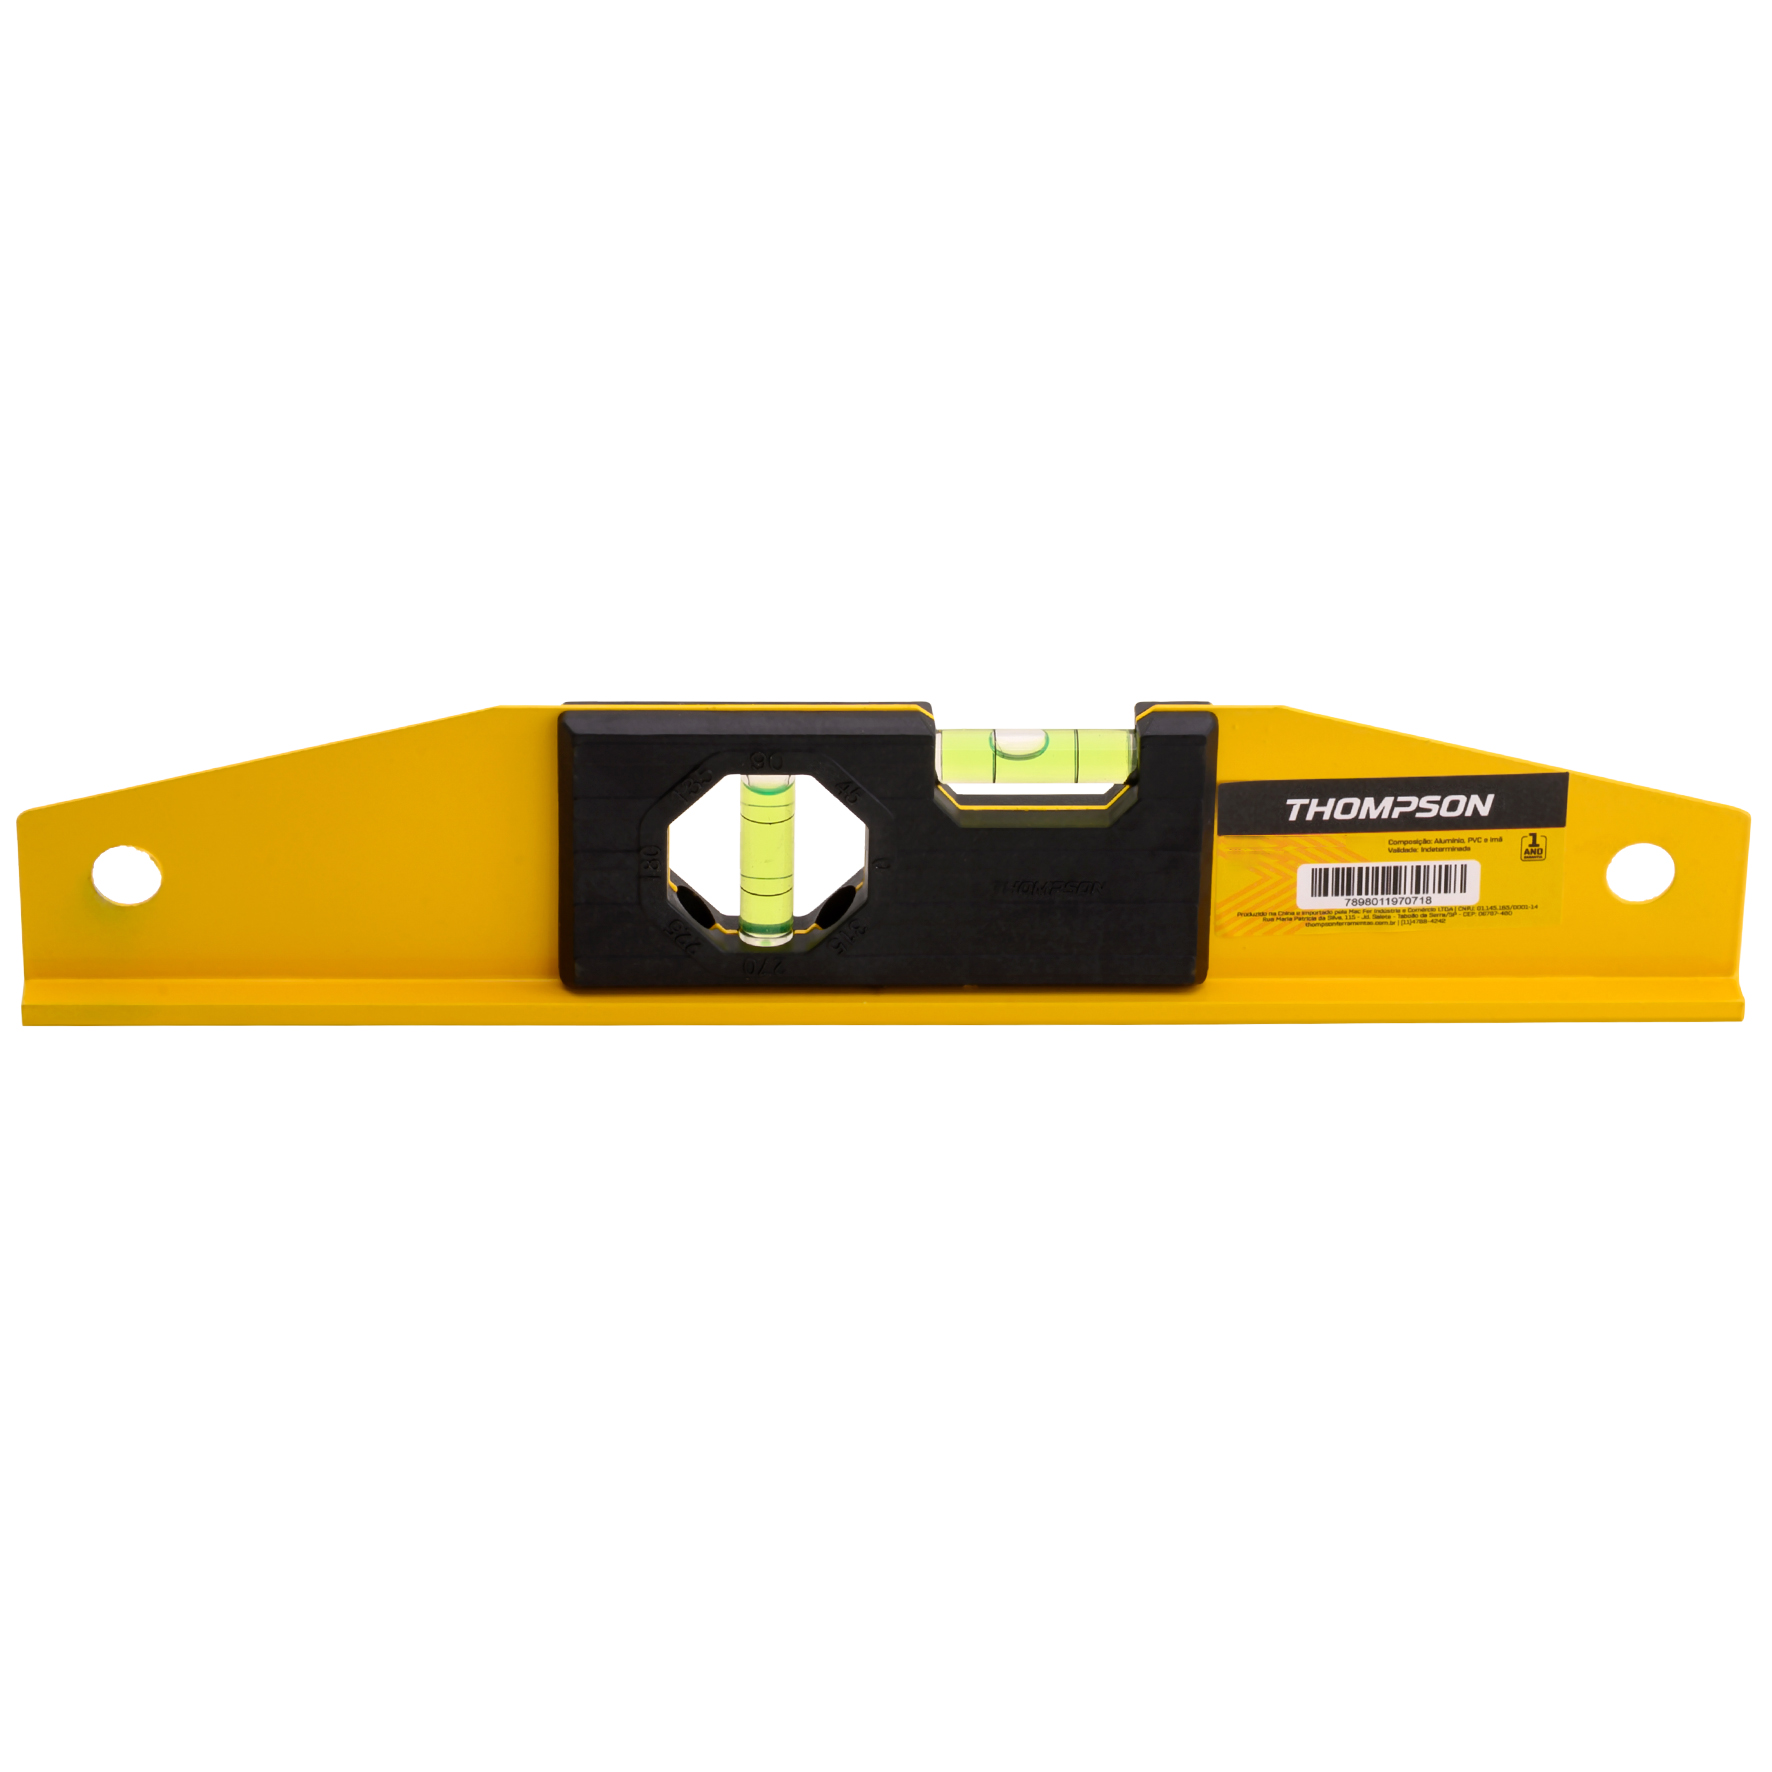 90
135
45
180
0
225
315
270
THOMPSON
THOMPSON
Composição: Alumínio, PVC e imã
Validade: Indeterminada
1
ANO
7898011970718
Produzido na China e importado pela Mac Fer Indústria e Comércio LTDA | CNPJ: 01.145.165/0001-14
Rua Maria Patrícia da Silva, 115 - Jd. Salete - Taboão da Serra/SP - CEP: 06787-480
thompsonferramentas.com.br | (11)4788-4242